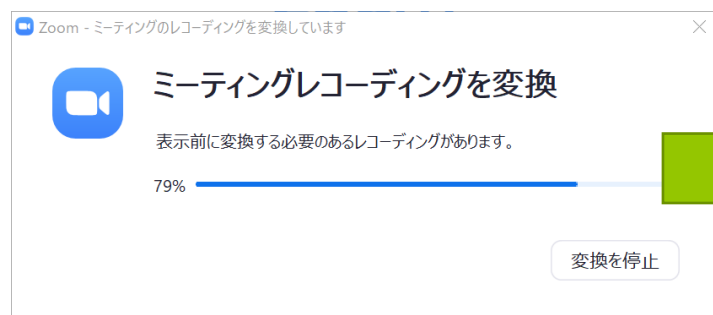 Zoom - ミーティングのレコーディングを変換しています
ミーティングレコーディングを変換
表示前に変換する必要のあるレコーディングがあります。
79%
変換を停止